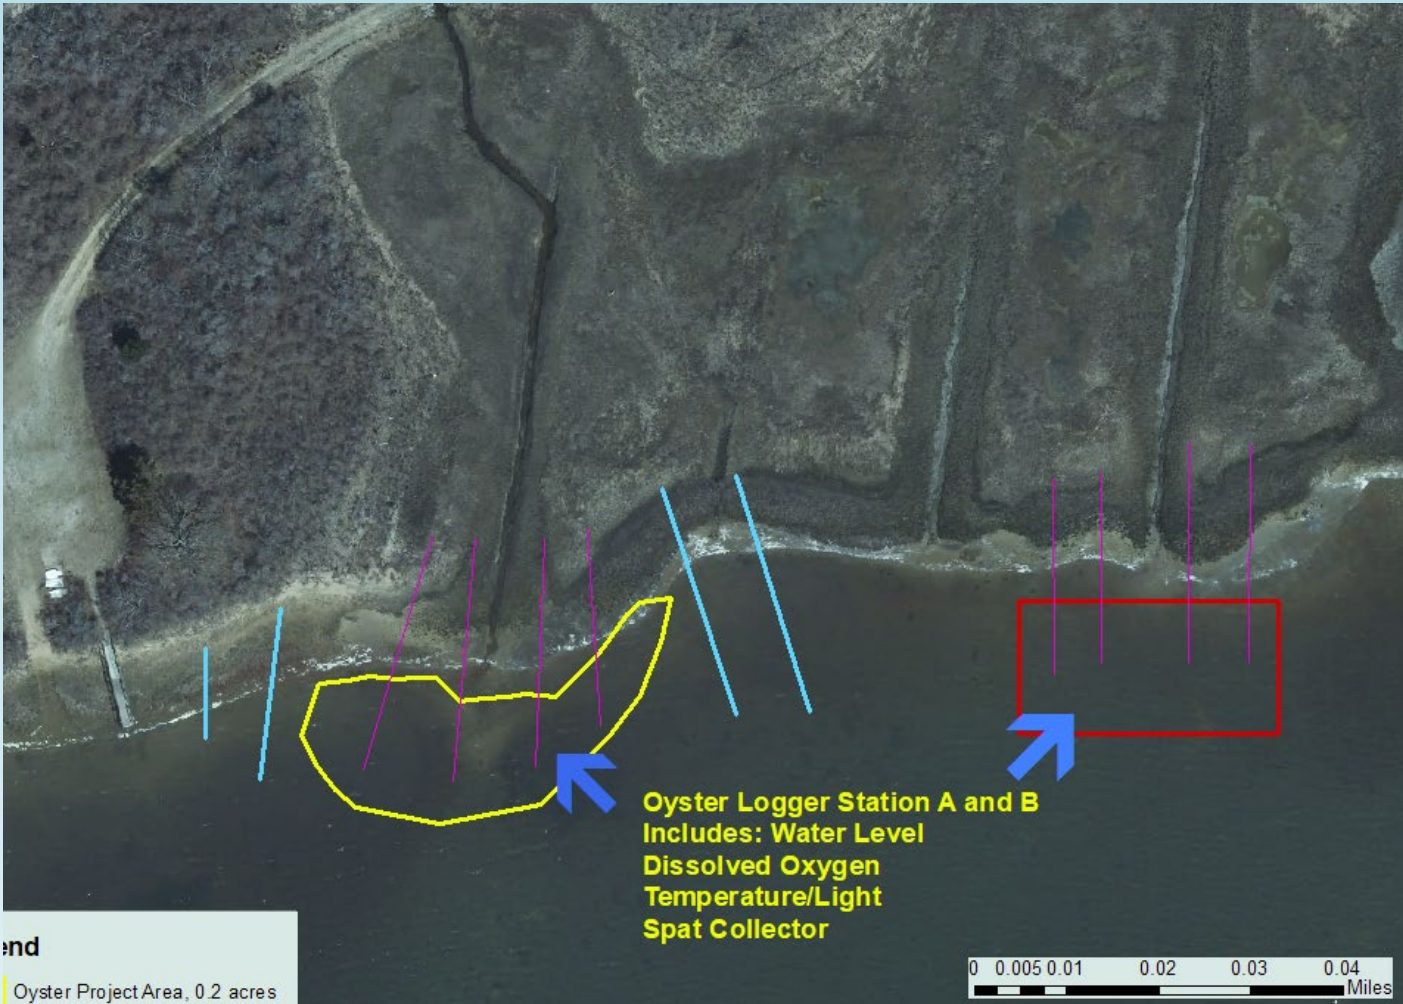 Oyster Logger Station A and B
Includes: Water Level
Dissolved Oxygen
Temperature/Light
Spat Collector
end
Oyster Project Area, 0.2 acres
0 0.005 0.01 0.02 0.03 0.04
Miles